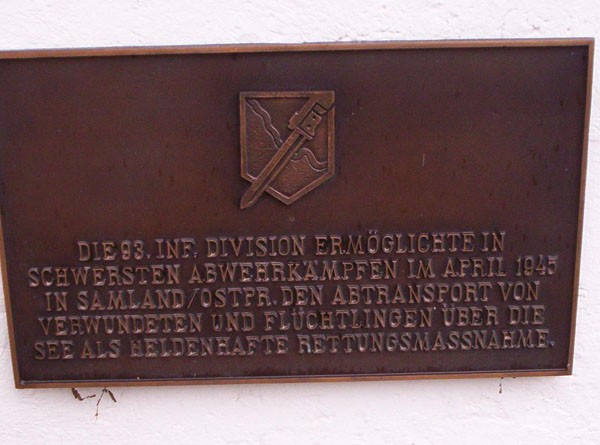 DIE 93. INF. DIVISION ERMÖGLICHTE IN
SCHWERSTEN ABWEHRKÄMPFEN IM APRIL 1945
IN SAMLAND/OSTPR. DEN ABTRANSPORT VON
VERWUNDETEN UND FLÜCHTLINGEN ÜBER DIE
SEE ALS HELDENHAFTE RETTUNGSMASSNAHME.